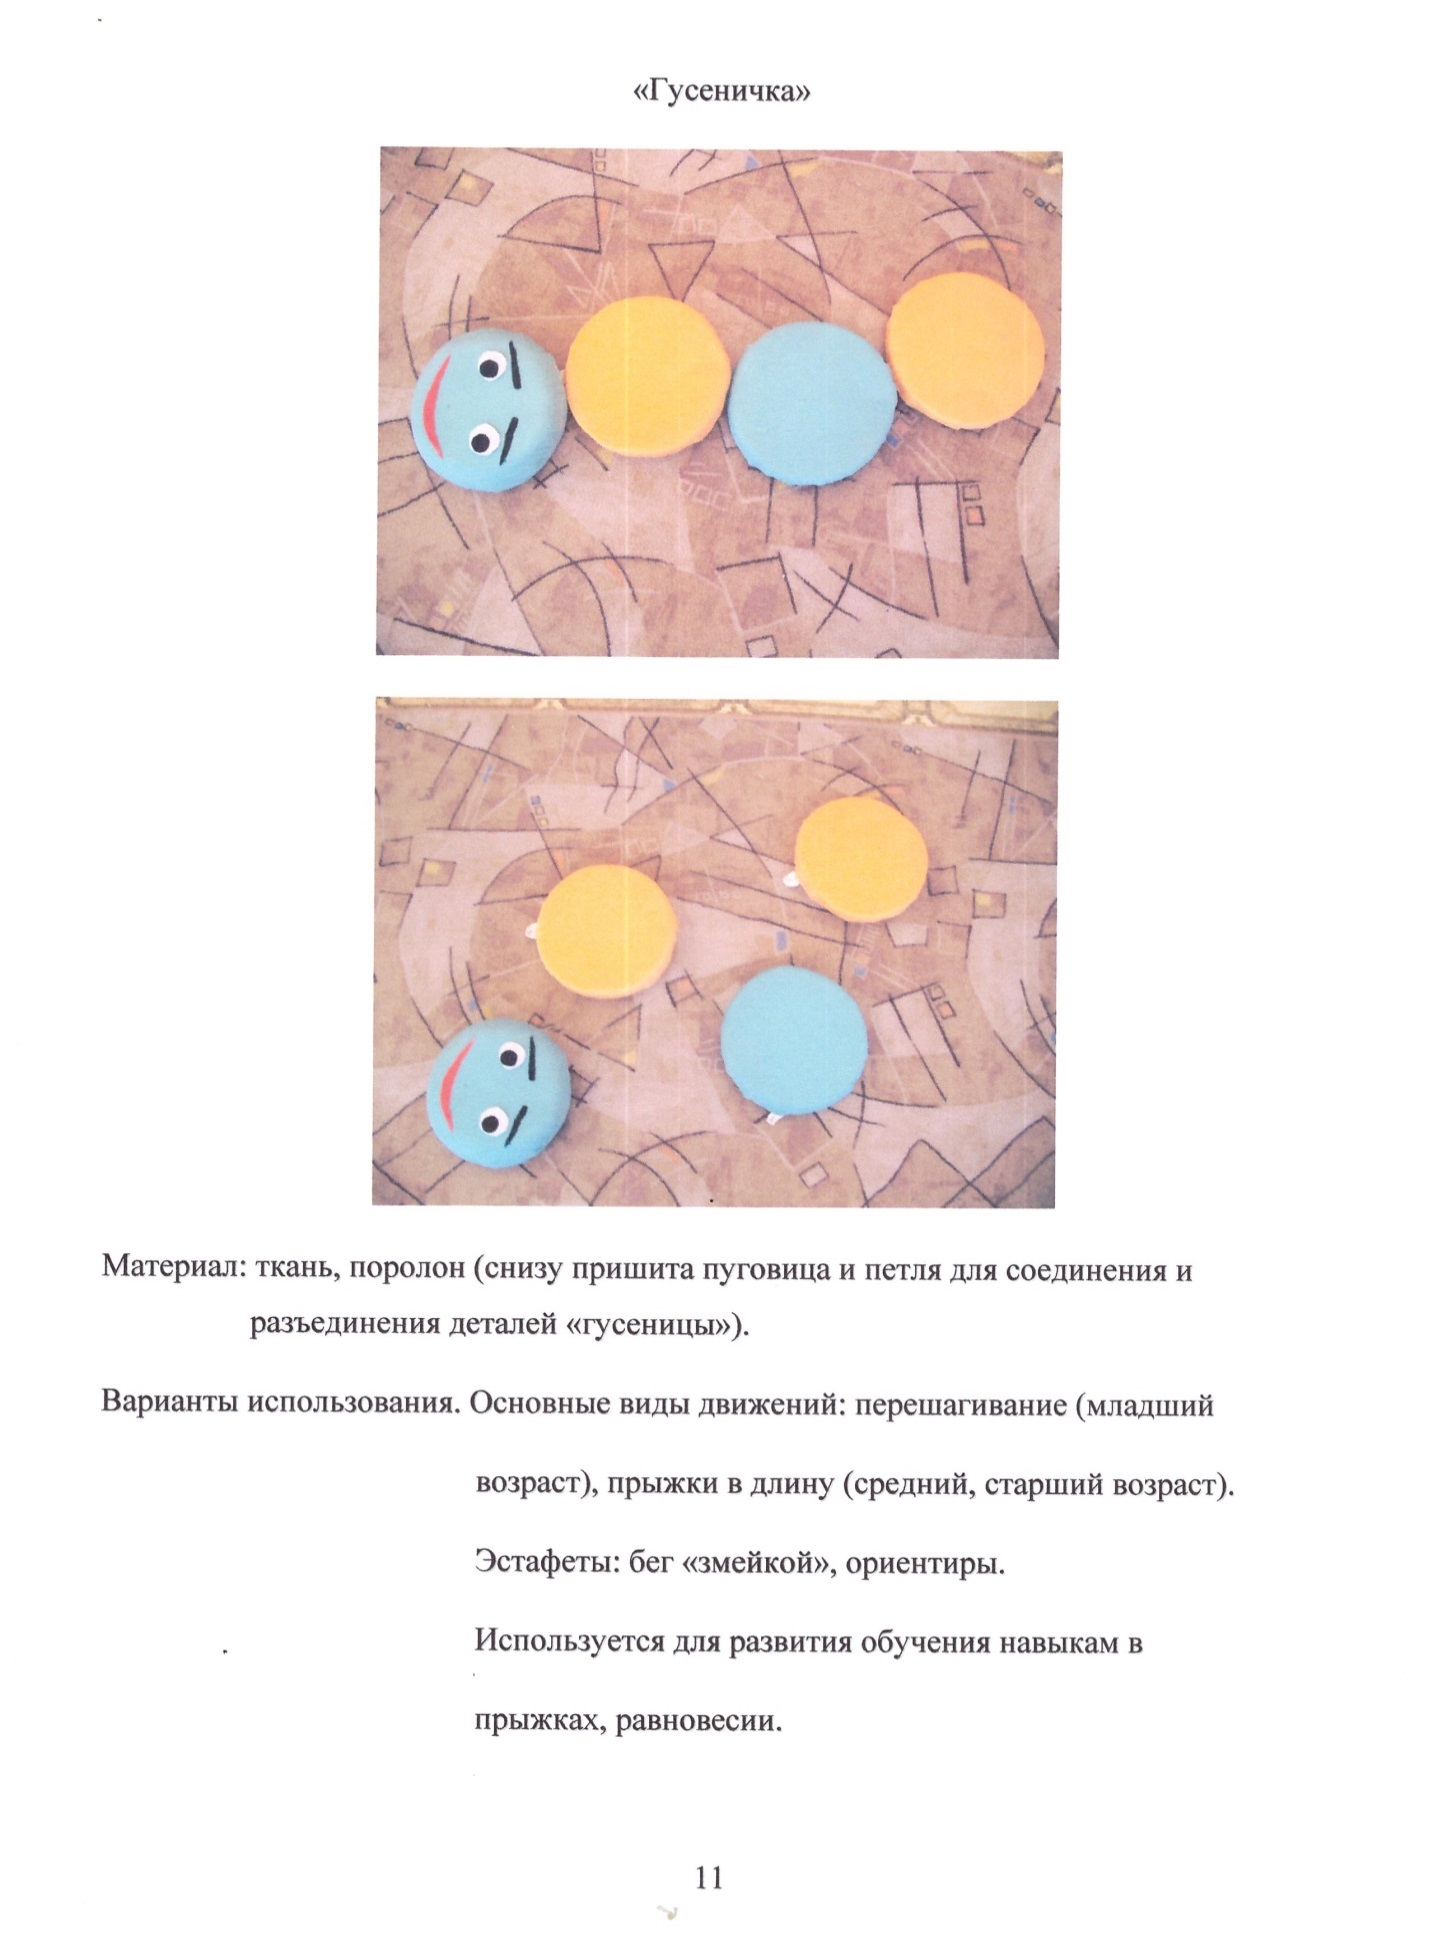 «Гусеничка»
Материал: ткань, поролон (снизу пришита пуговица и петля для соединения и
разъединения деталей «гусеницы»).
Варианты использования. Основные виды движений: перешагивание (младший
возраст), прыжки в длину (средний, старший возраст).
Эстафеты: бег «змейкой», ориентиры.
Используется для развития обучения навыкам в
прыжках, равновесии.
11